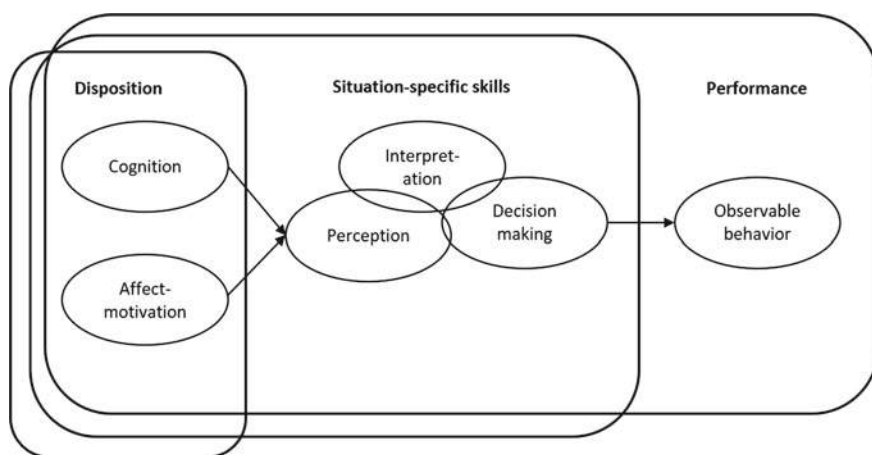 Disposition
Situation-specific skills
Performance
Cognition
Interpret-
ation
Perception
Decision
making
Observable
behavior
Affect-
motivation